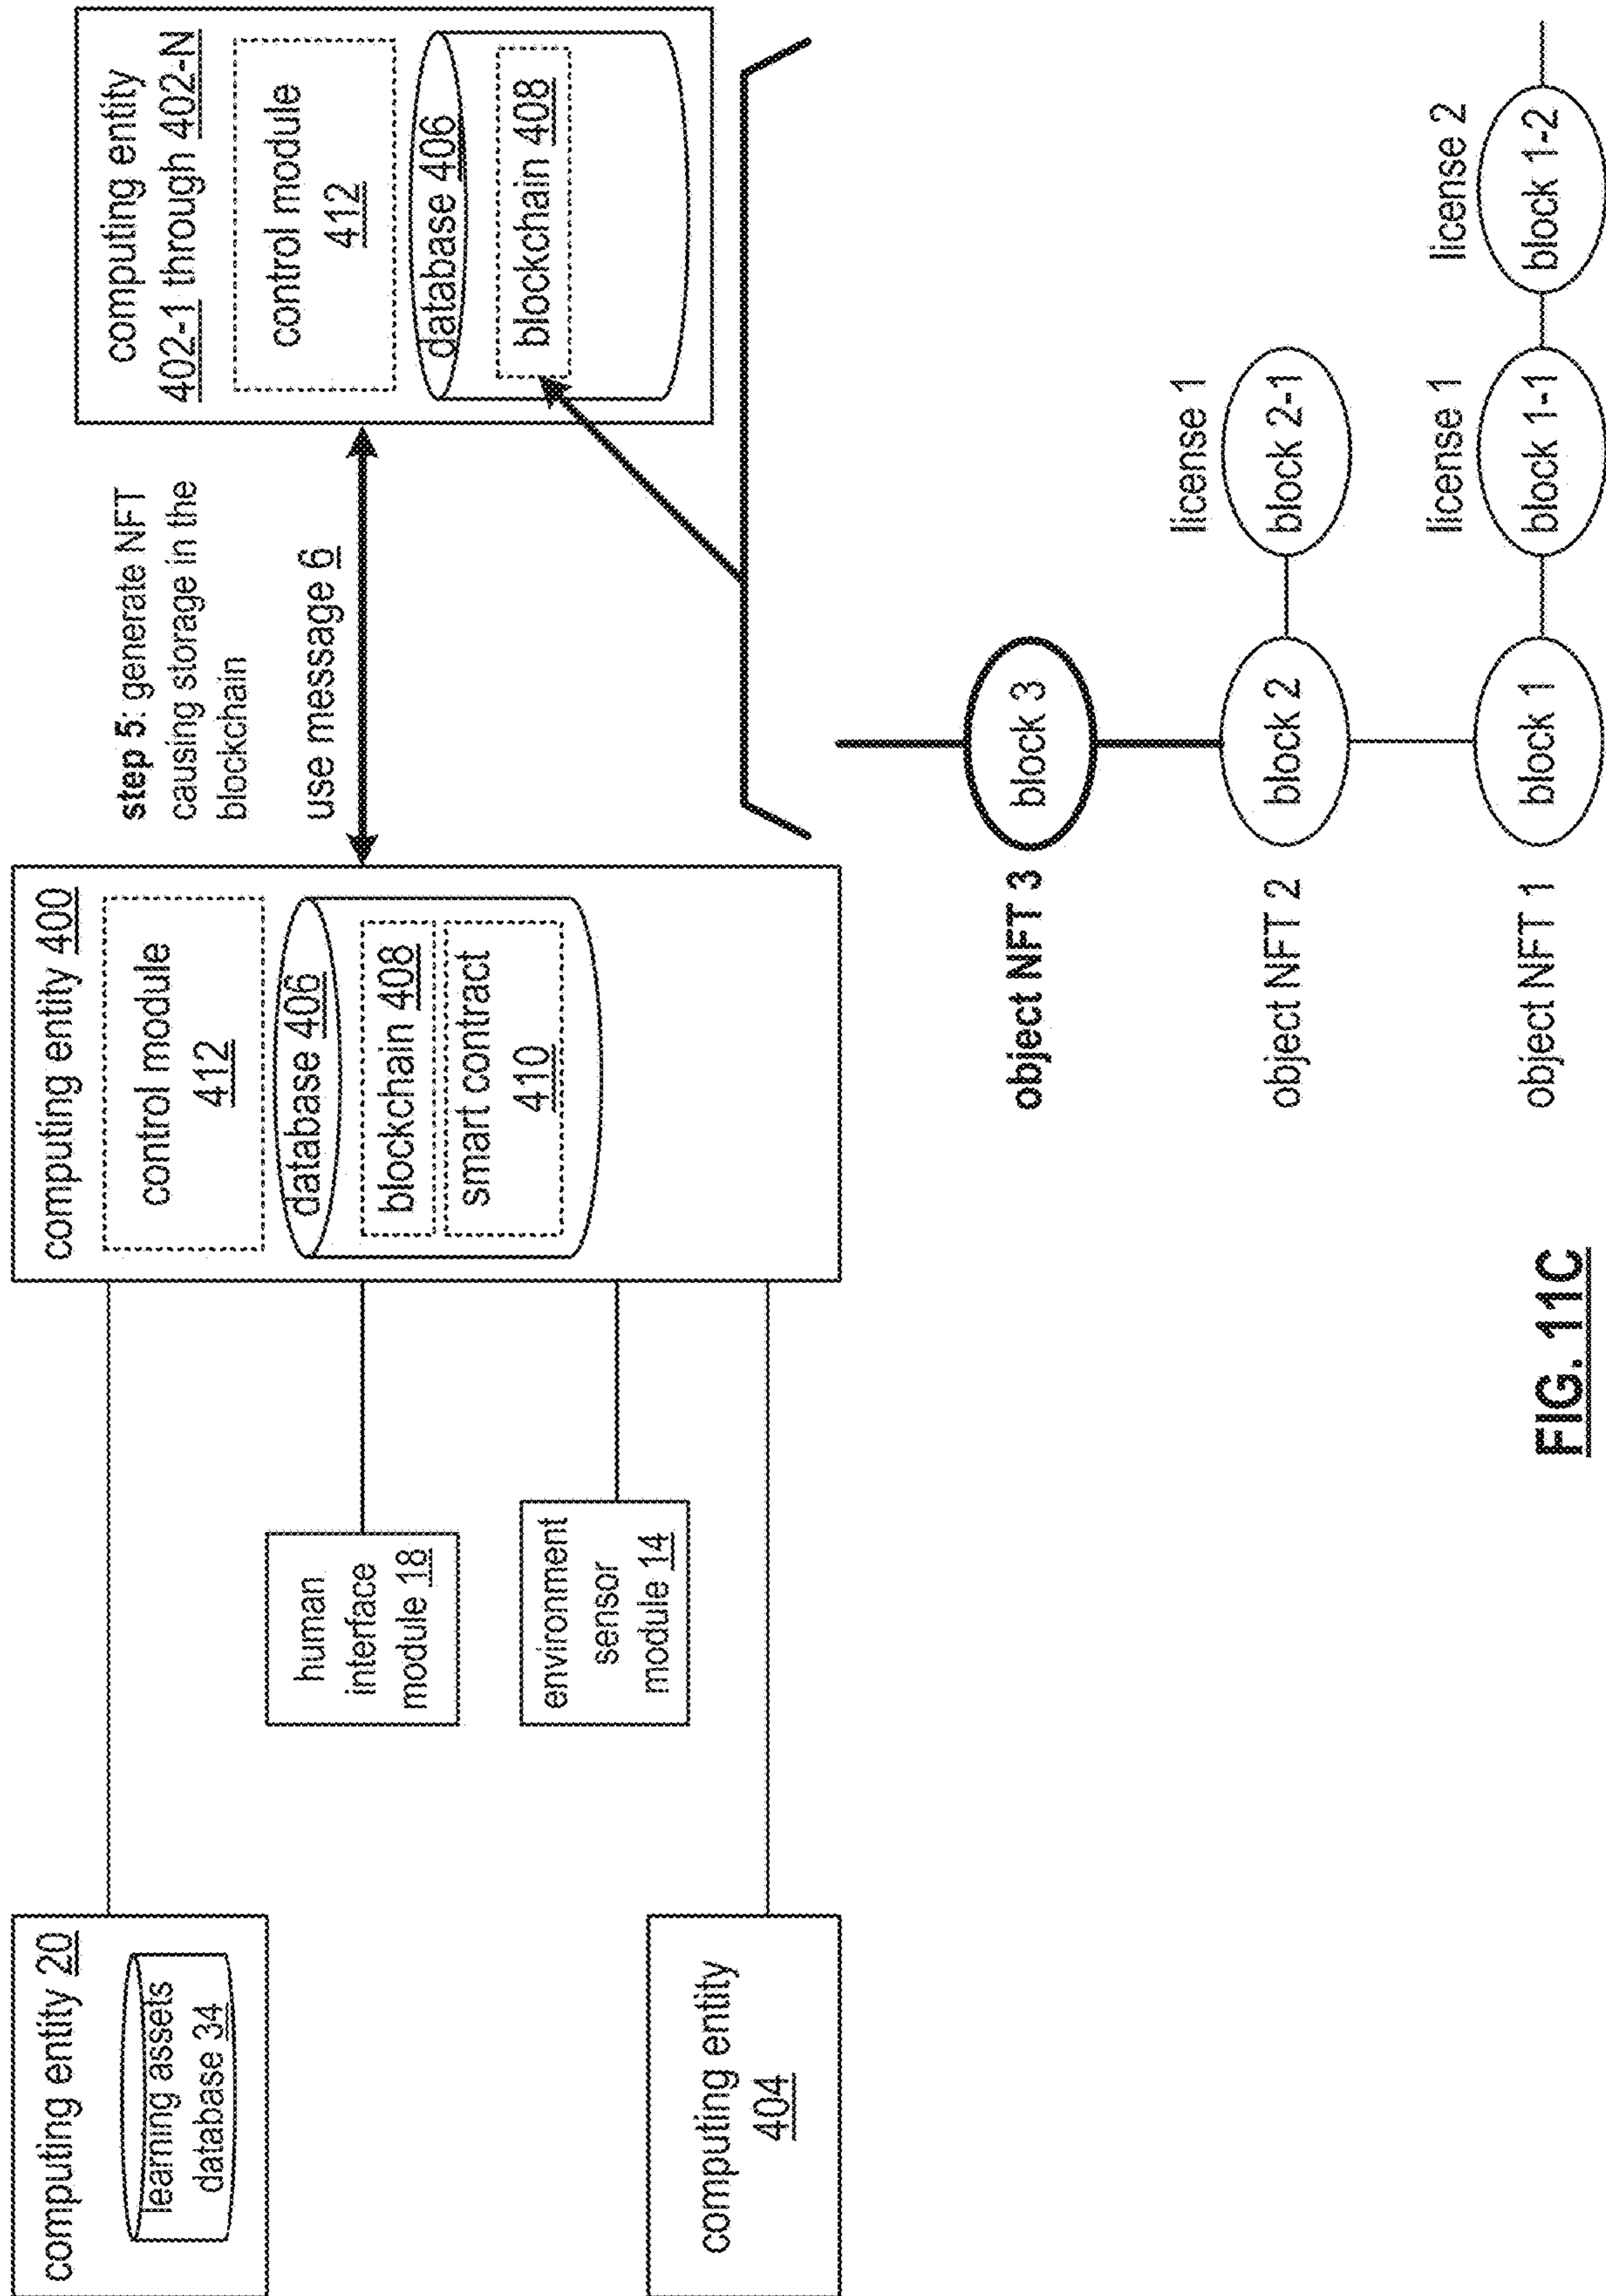 computing entity 20
learning assets
database 34
computing entity
404
human
interface
module 18
environment
sensor
module 14
computing entity 400
control module
412
database 406
blockchain 408
smart contract
410
step 5: generate NFT
causing storage in the
blockchain
use message 6
computing entity
402-1 through 402-N
control module
412
database 406
blockchain 408
object NFT 3
block 3
object NFT 2
block 2
license 1
block 2-1
object NFT 1
block 1
license 1
block 1-1
license 2
block 1-2
FIG. 11C